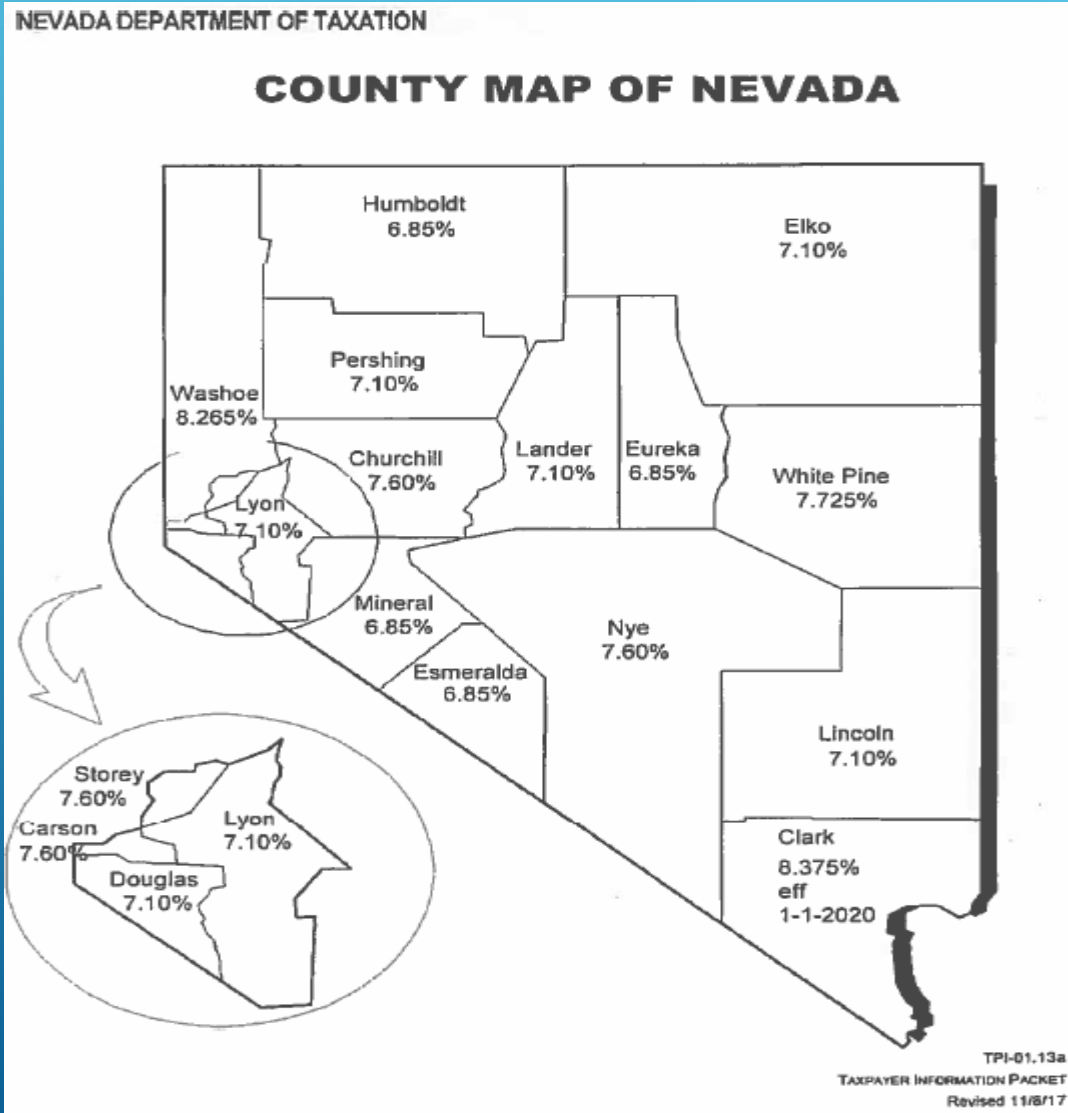 NEVADA DEPARTMENT OF TAXATION
COUNTY MAP OF NEVADA
Humboldt
6.85%
Elko
7.10%
Pershing
7.10%
Washoe
8.265%
Churchill
7.60%
Lander
7.10%
Eureka
6.85%
White Pine
7.725%
Lyon
7.10%
Mineral
6.85%
Nye
7.60%
Esmeralda
6.85%
Lincoln
7.10%
Storey
7.60%
Carson
7.60%
Lyon
7.10%
Douglas
7.10%
Clark
8.375%
eff
1-1-2020
TPI-01.13a
TAXPAYER INFORMATION PACKET
Revised 11/8/17